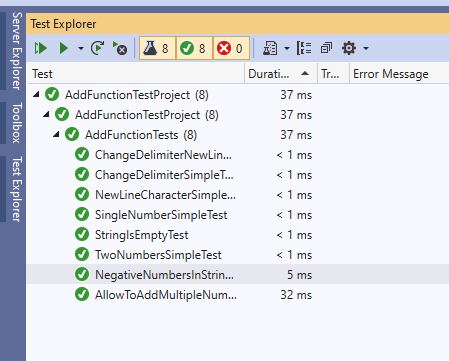 Test Explorer
8 8 0
Test Durati... Tr... Error Message
AddFunctionTestProject (8) 37 ms
AddFunctionTestProject (8) 37 ms
AddFunctionTests (8) 37 ms
ChangeDelimiterNewLin... < 1 ms
ChangeDelimiterSimpleT... < 1 ms
NewLineCharacterSimple... < 1 ms
SingleNumberSimpleTest < 1 ms
StringIsEmptyTest < 1 ms
TwoNumbersSimpleTest < 1 ms
NegativeNumbersInStrin... 5 ms
AllowToAddMultipleNum... 32 ms
Server Explorer
Toolbox
Test Explorer